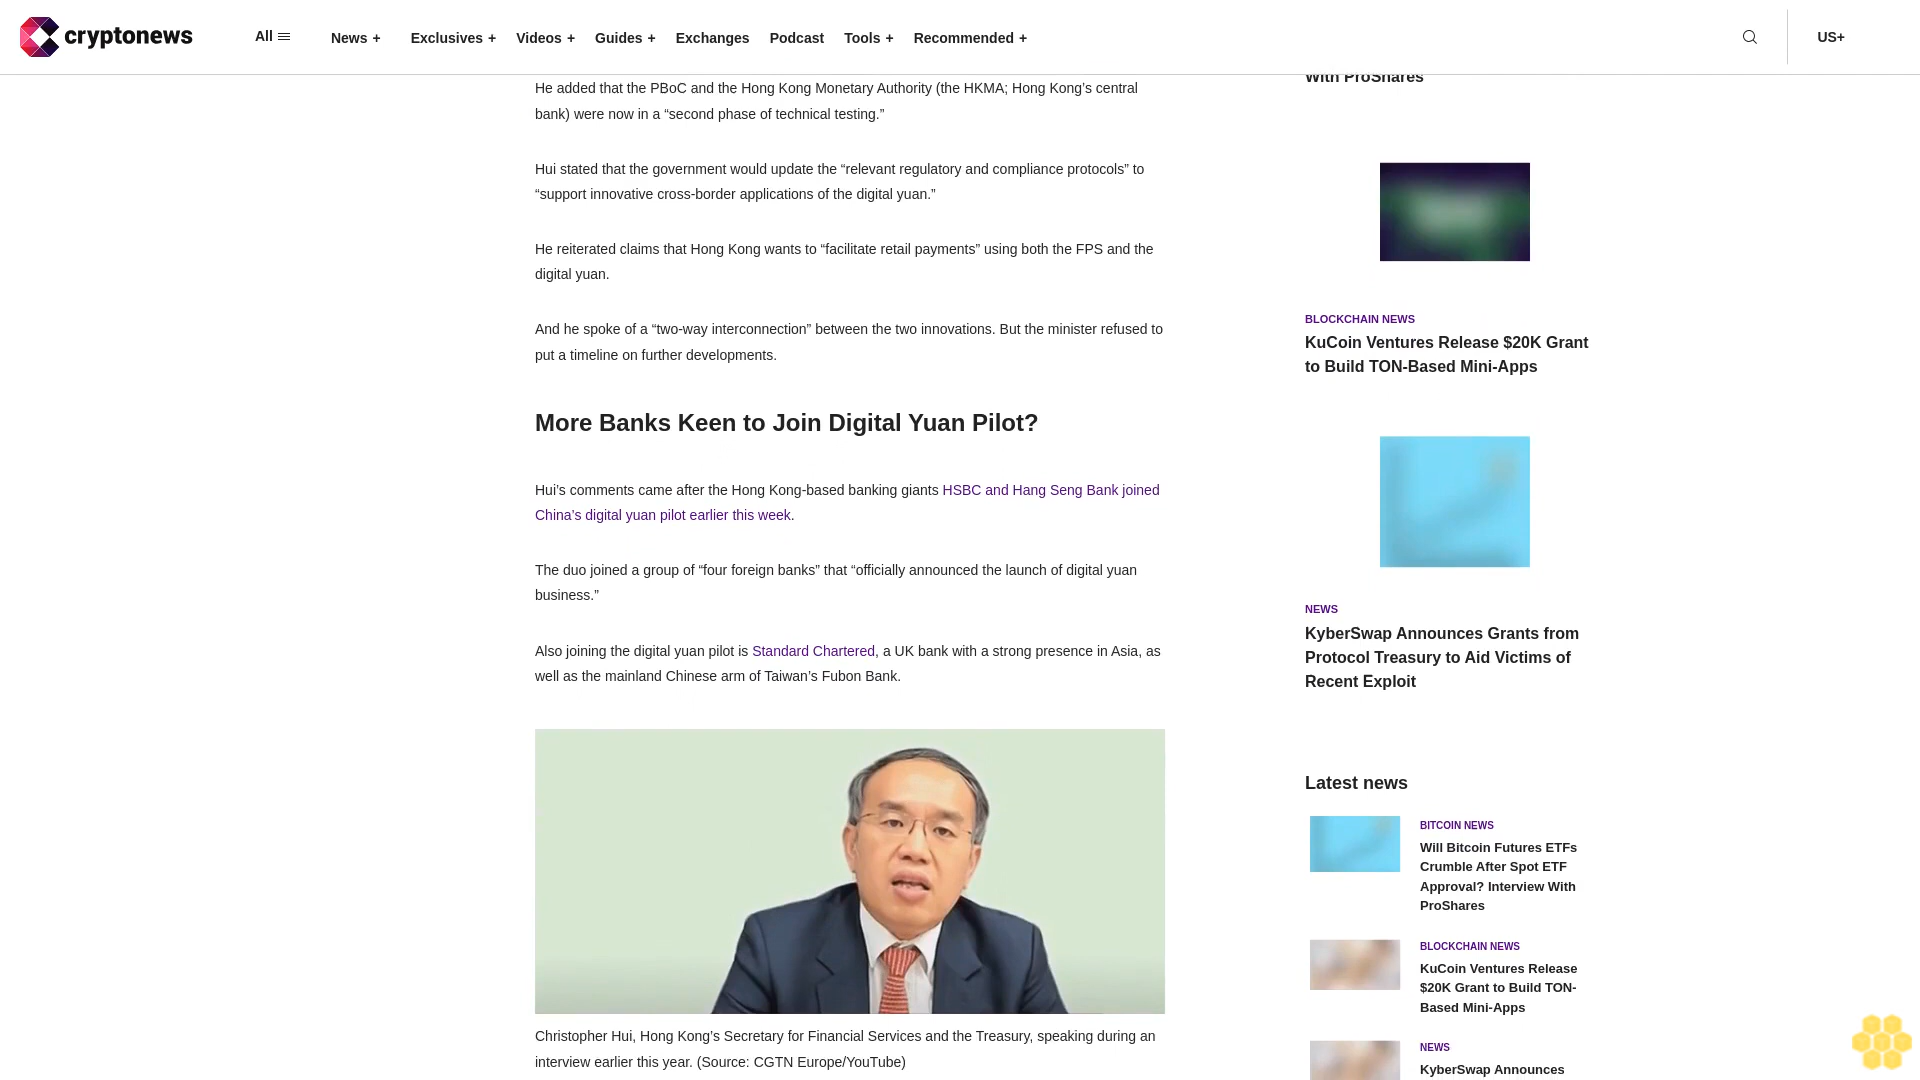 cryptonews
All
News +
Exclusives +
Videos +
Guides +
Exchanges
Podcast
Tools +
Recommended +
US+
He added that the PBoC and the Hong Kong Monetary Authority (the HKMA; Hong Kong’s central
bank) were now in a “second phase of technical testing.”
Hui stated that the government would update the “relevant regulatory and compliance protocols” to
“support innovative cross-border applications of the digital yuan.”
He reiterated claims that Hong Kong wants to “facilitate retail payments” using both the FPS and the
digital yuan.
And he spoke of a “two-way interconnection” between the two innovations. But the minister refused to
put a timeline on further developments.
More Banks Keen to Join Digital Yuan Pilot?
Hui’s comments came after the Hong Kong-based banking giants HSBC and Hang Seng Bank joined
China’s digital yuan pilot earlier this week.
The duo joined a group of “four foreign banks” that “officially announced the launch of digital yuan
business.”
Also joining the digital yuan pilot is Standard Chartered, a UK bank with a strong presence in Asia, as
well as the mainland Chinese arm of Taiwan’s Fubon Bank.
Christopher Hui, Hong Kong’s Secretary for Financial Services and the Treasury, speaking during an
interview earlier this year. (Source: CGTN Europe/YouTube)
With ProShares
BLOCKCHAIN NEWS
KuCoin Ventures Release $20K Grant
to Build TON-Based Mini-Apps
NEWS
KyberSwap Announces Grants from
Protocol Treasury to Aid Victims of
Recent Exploit
Latest news
BITCOIN NEWS
Will Bitcoin Futures ETFs
Crumble After Spot ETF
Approval? Interview With
ProShares
BLOCKCHAIN NEWS
KuCoin Ventures Release
$20K Grant to Build TON-
Based Mini-Apps
NEWS
KyberSwap Announces